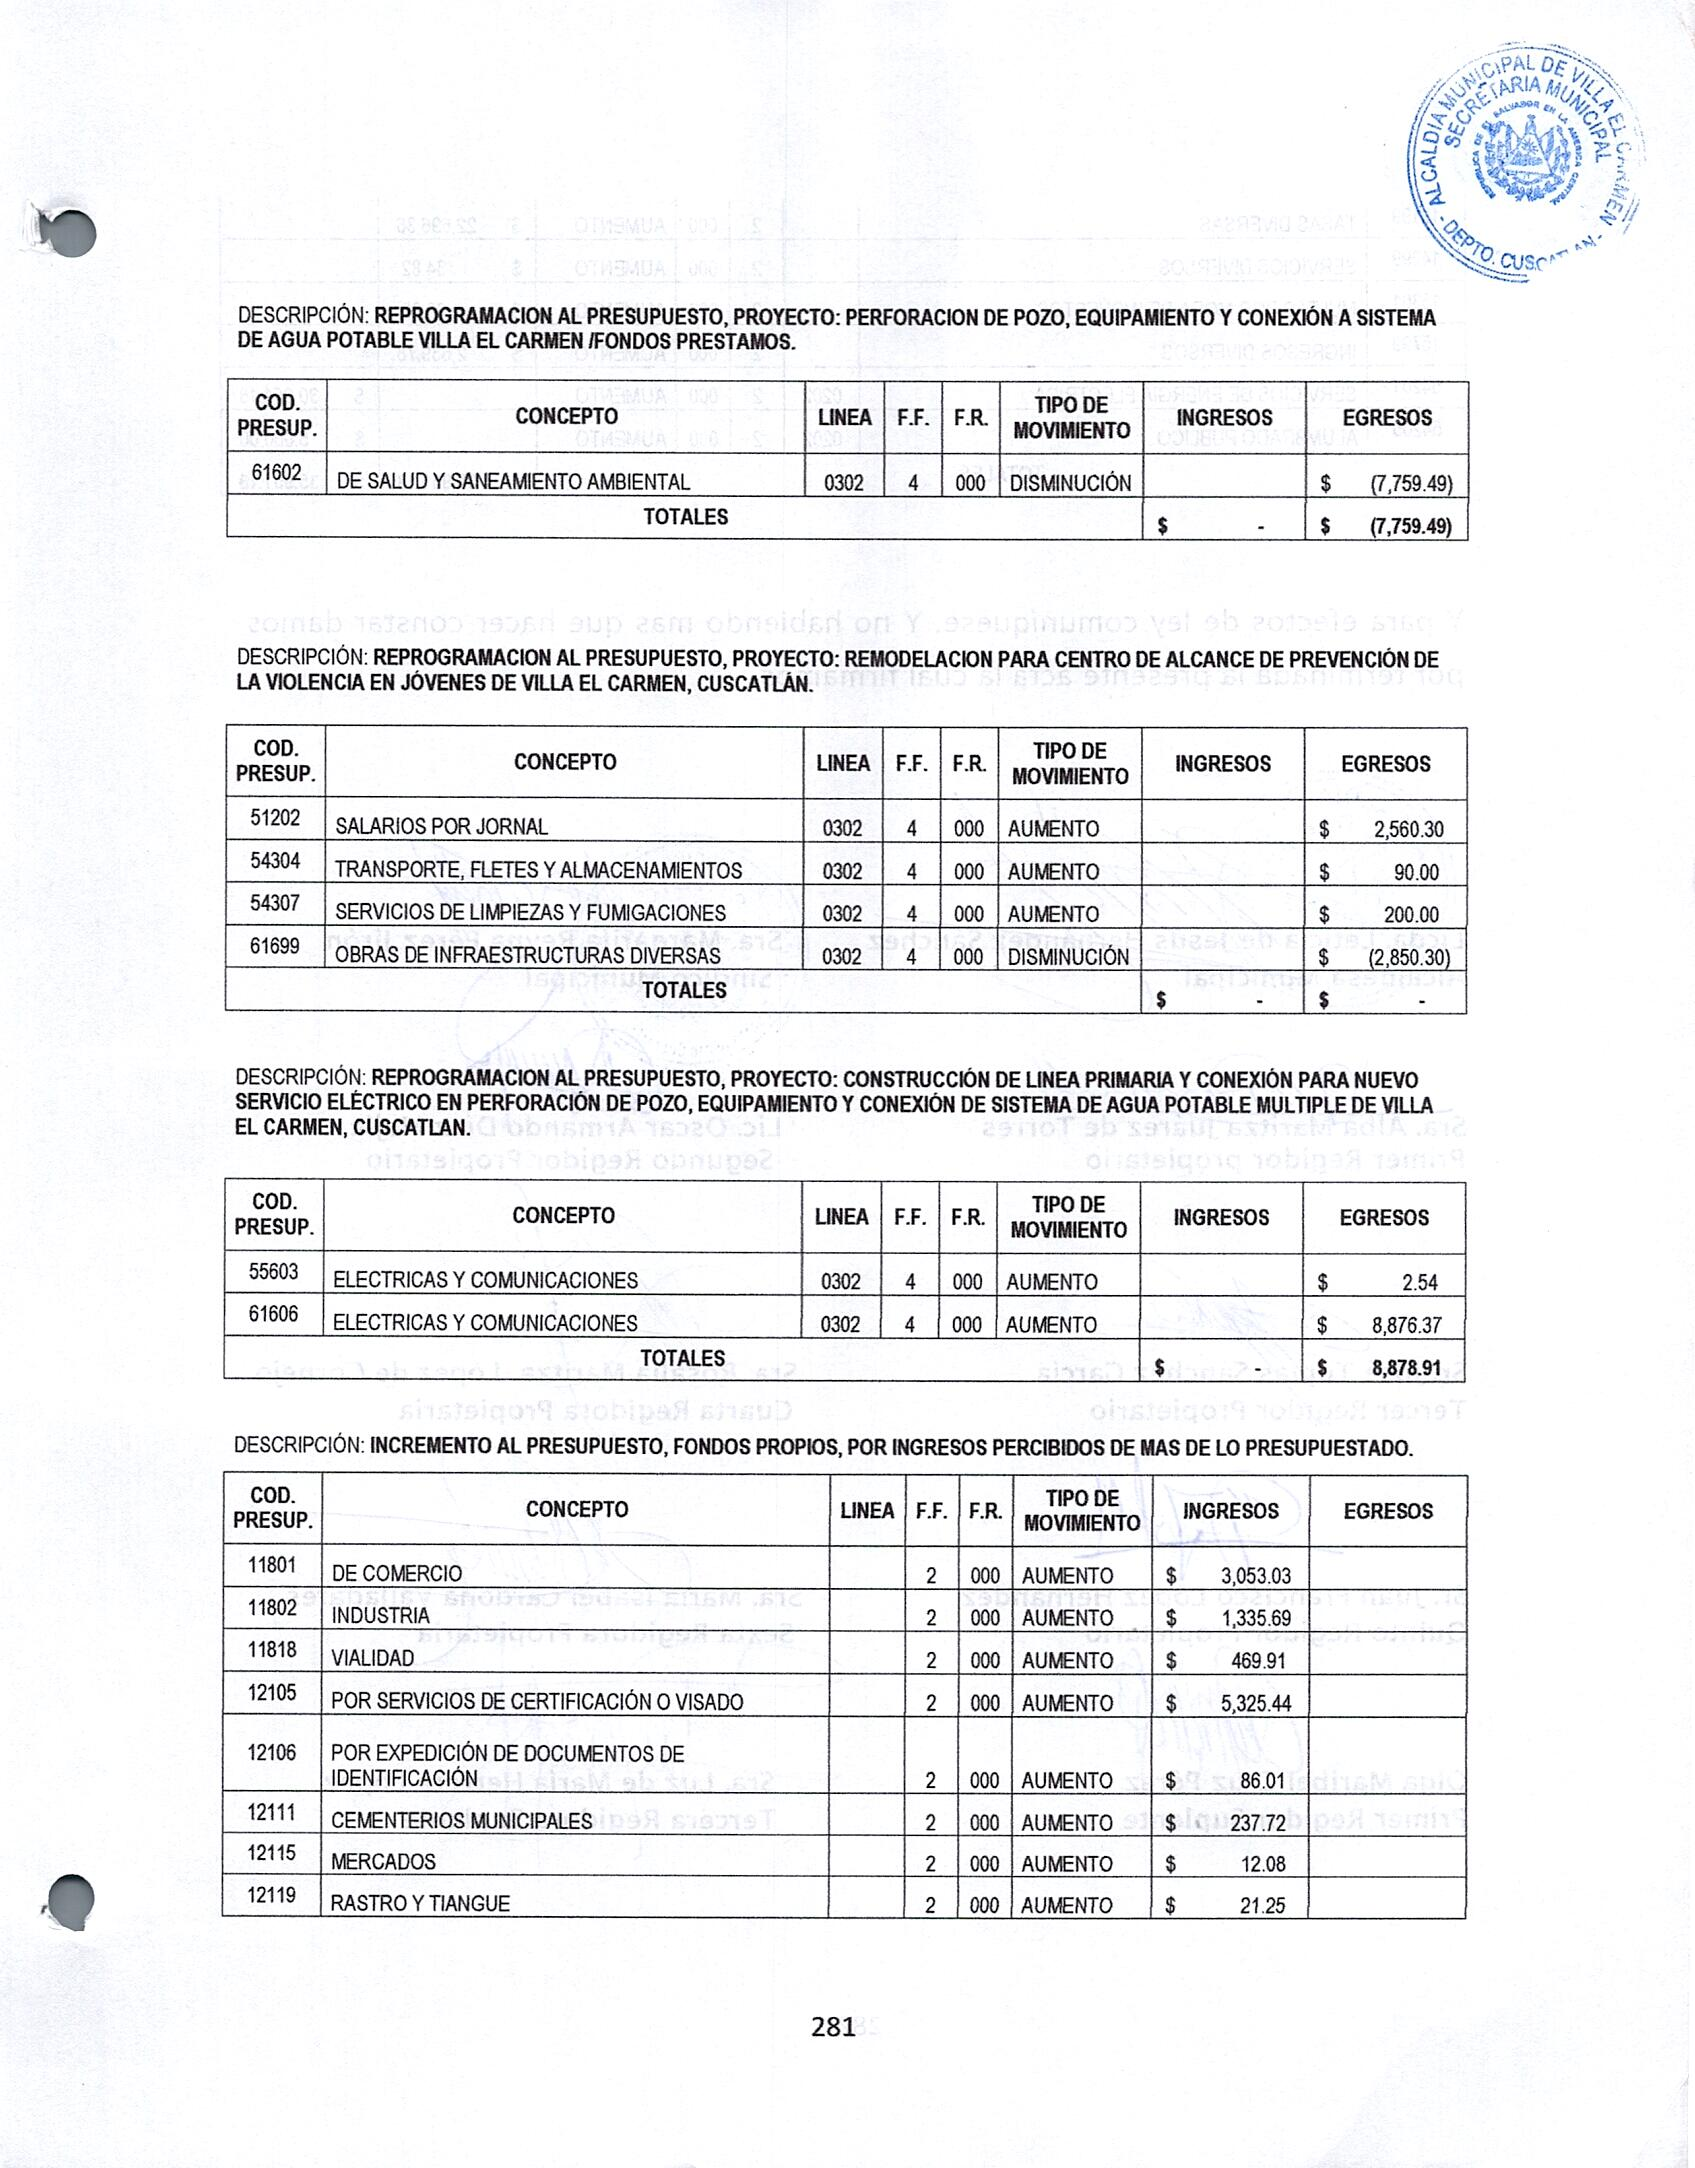 ALCALDIA MUNICIPAL DE VILLA EL CARMEN
SECRETARIA MUNICIPAL
REPUBLICA DE EL SALVADOR EN LA AMERICA CENTRAL
- DEPTO. CUSCATLAN -
DESCRIPCIÓN: REPROGRAMACION AL PRESUPUESTO, PROYECTO: PERFORACION DE POZO, EQUIPAMIENTO Y CONEXIÓN A SISTEMA
DE AGUA POTABLE VILLA EL CARMEN /FONDOS PRESTAMOS.
COD. PRESUP. CONCEPTO LINEA F.F. F.R. TIPO DE MOVIMIENTO INGRESOS EGRESOS
61602 DE SALUD Y SANEAMIENTO AMBIENTAL 0302 4 000 DISMINUCIÓN $ (7,759.49)
TOTALES $ - $ (7,759.49)
DESCRIPCIÓN: REPROGRAMACION AL PRESUPUESTO, PROYECTO: REMODELACION PARA CENTRO DE ALCANCE DE PREVENCIÓN DE
LA VIOLENCIA EN JÓVENES DE VILLA EL CARMEN, CUSCATLÁN.
COD. PRESUP. CONCEPTO LINEA F.F. F.R. TIPO DE MOVIMIENTO INGRESOS EGRESOS
51202 SALARIOS POR JORNAL 0302 4 000 AUMENTO $ 2,560.30
54304 TRANSPORTE, FLETES Y ALMACENAMIENTOS 0302 4 000 AUMENTO $ 90.00
54307 SERVICIOS DE LIMPIEZAS Y FUMIGACIONES 0302 4 000 AUMENTO $ 200.00
61699 OBRAS DE INFRAESTRUCTURAS DIVERSAS 0302 4 000 DISMINUCIÓN $ (2,850.30)
TOTALES $ - $ -
DESCRIPCIÓN: REPROGRAMACION AL PRESUPUESTO, PROYECTO: CONSTRUCCIÓN DE LINEA PRIMARIA Y CONEXIÓN PARA NUEVO
SERVICIO ELÉCTRICO EN PERFORACIÓN DE POZO, EQUIPAMIENTO Y CONEXIÓN DE SISTEMA DE AGUA POTABLE MULTIPLE DE VILLA
EL CARMEN, CUSCATLAN.
COD. PRESUP. CONCEPTO LINEA F.F. F.R. TIPO DE MOVIMIENTO INGRESOS EGRESOS
55603 ELECTRICAS Y COMUNICACIONES 0302 4 000 AUMENTO $ 2.54
61606 ELECTRICAS Y COMUNICACIONES 0302 4 000 AUMENTO $ 8,876.37
TOTALES $ - $ 8,878.91
DESCRIPCIÓN: INCREMENTO AL PRESUPUESTO, FONDOS PROPIOS, POR INGRESOS PERCIBIDOS DE MAS DE LO PRESUPUESTADO.
COD. PRESUP. CONCEPTO LINEA F.F. F.R. TIPO DE MOVIMIENTO INGRESOS EGRESOS
11801 DE COMERCIO 2 000 AUMENTO $ 3,053.03
11802 INDUSTRIA 2 000 AUMENTO $ 1,335.69
11818 VIALIDAD 2 000 AUMENTO $ 469.91
12105 POR SERVICIOS DE CERTIFICACIÓN O VISADO 2 000 AUMENTO $ 5,325.44
12106 POR EXPEDICIÓN DE DOCUMENTOS DE
IDENTIFICACIÓN 2 000 AUMENTO $ 86.01
12111 CEMENTERIOS MUNICIPALES 2 000 AUMENTO $ 237.72
12115 MERCADOS 2 000 AUMENTO $ 12.08
12119 RASTRO Y TIANGUE 2 000 AUMENTO $ 21.25
281